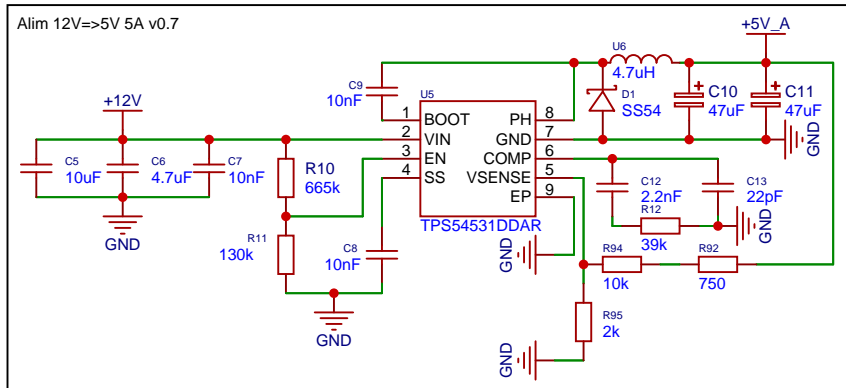 Alim 12V=>5V 5A v0.7
+5V_A
U6
4.7uH
C9
10nF
D1
SS54
C10
47uF
C11
47uF
+12V
U5
1 BOOT PH 8
2 VIN GND 7
3 EN COMP 6
4 SS VSENSE 5
EP 9
TPS54531DDAR
GND
C5
10uF
C6
4.7uF
C7
10nF
R10
665k
C12
2.2nF
C13
22pF
R12
39k
GND
GND
R11
130k
C8
10nF
GND
R94
10k
R92
750
GND
R95
2k
GND